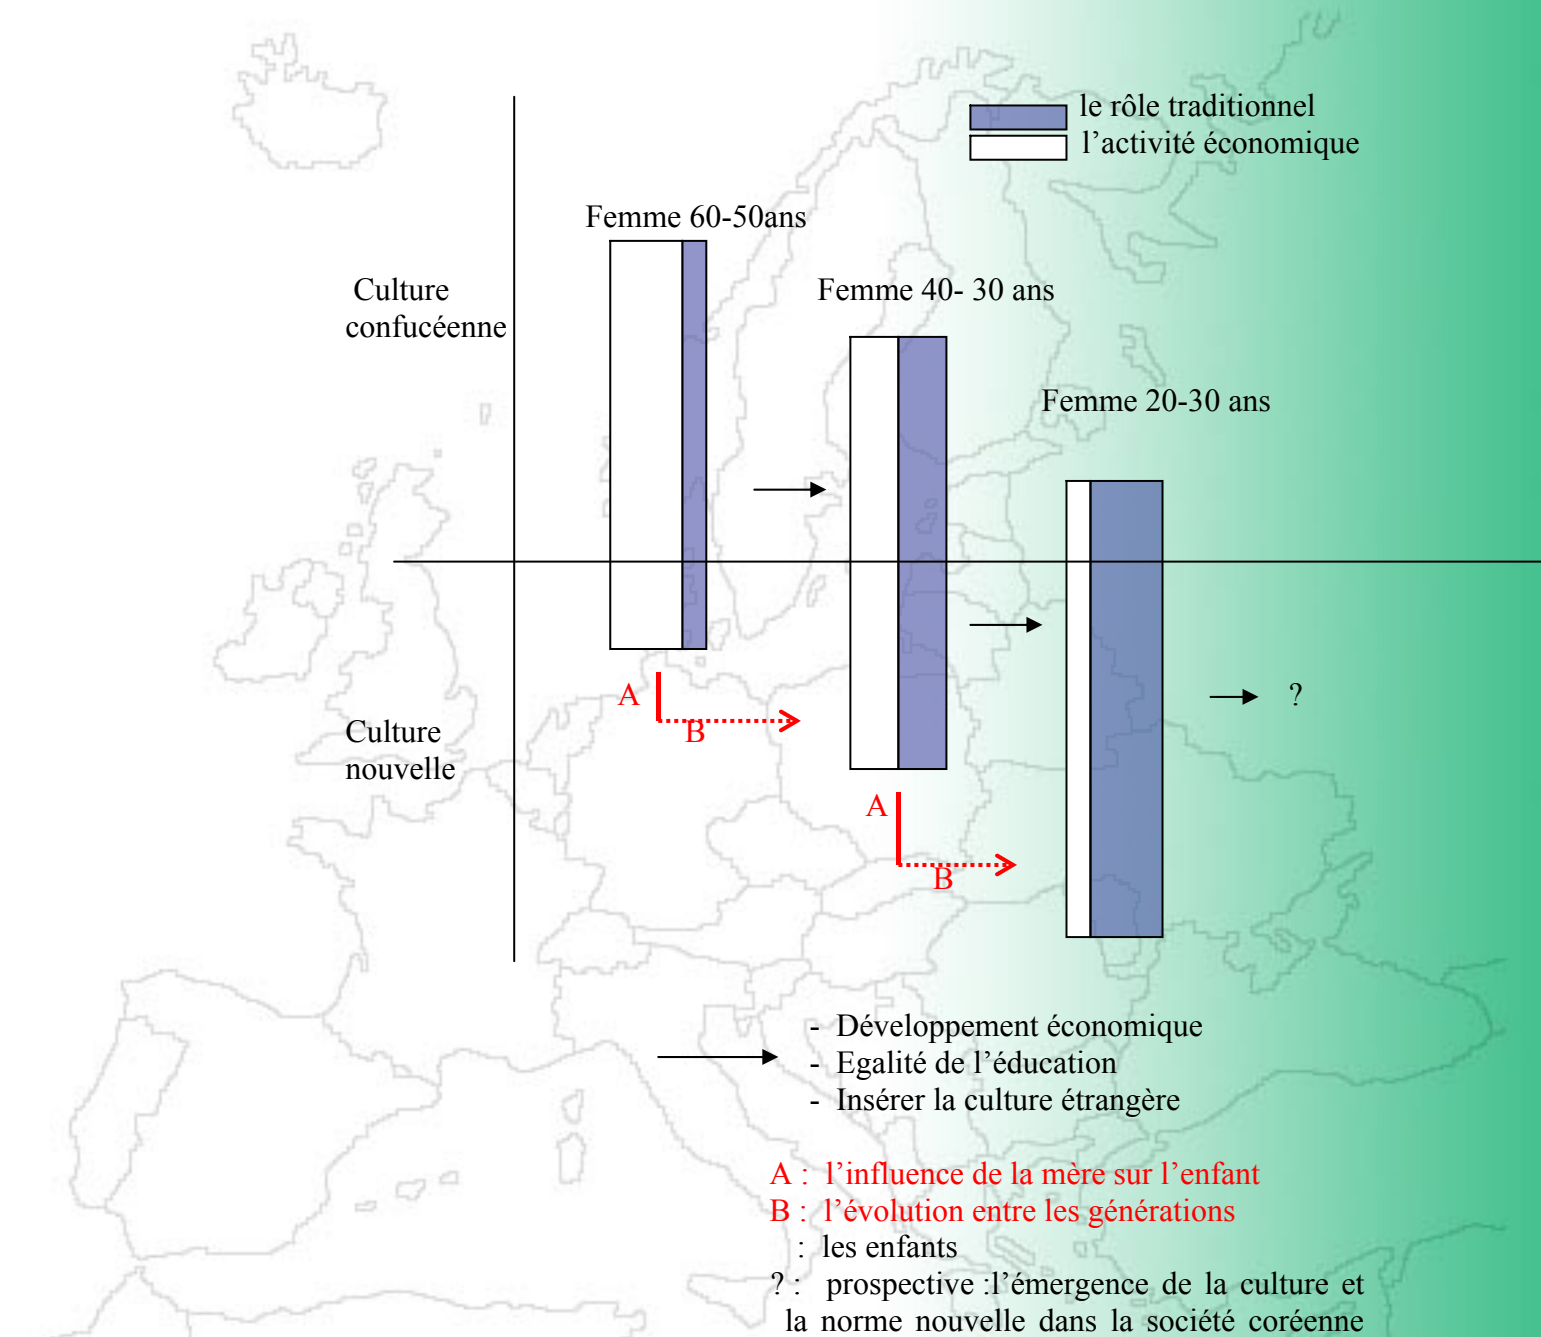 le rôle traditionnel
l’activité économique
Femme 60-50ans
Culture
confucéenne
Femme 40- 30 ans
Femme 20-30 ans
?
A
B
Culture
nouvelle
A
B
- Développement économique
- Egalité de l’éducation
- Insérer la culture étrangère
A : l’influence de la mère sur l’enfant
B : l’évolution entre les générations
: les enfants
? : prospective :l’émergence de la culture et
la norme nouvelle dans la société coréenne